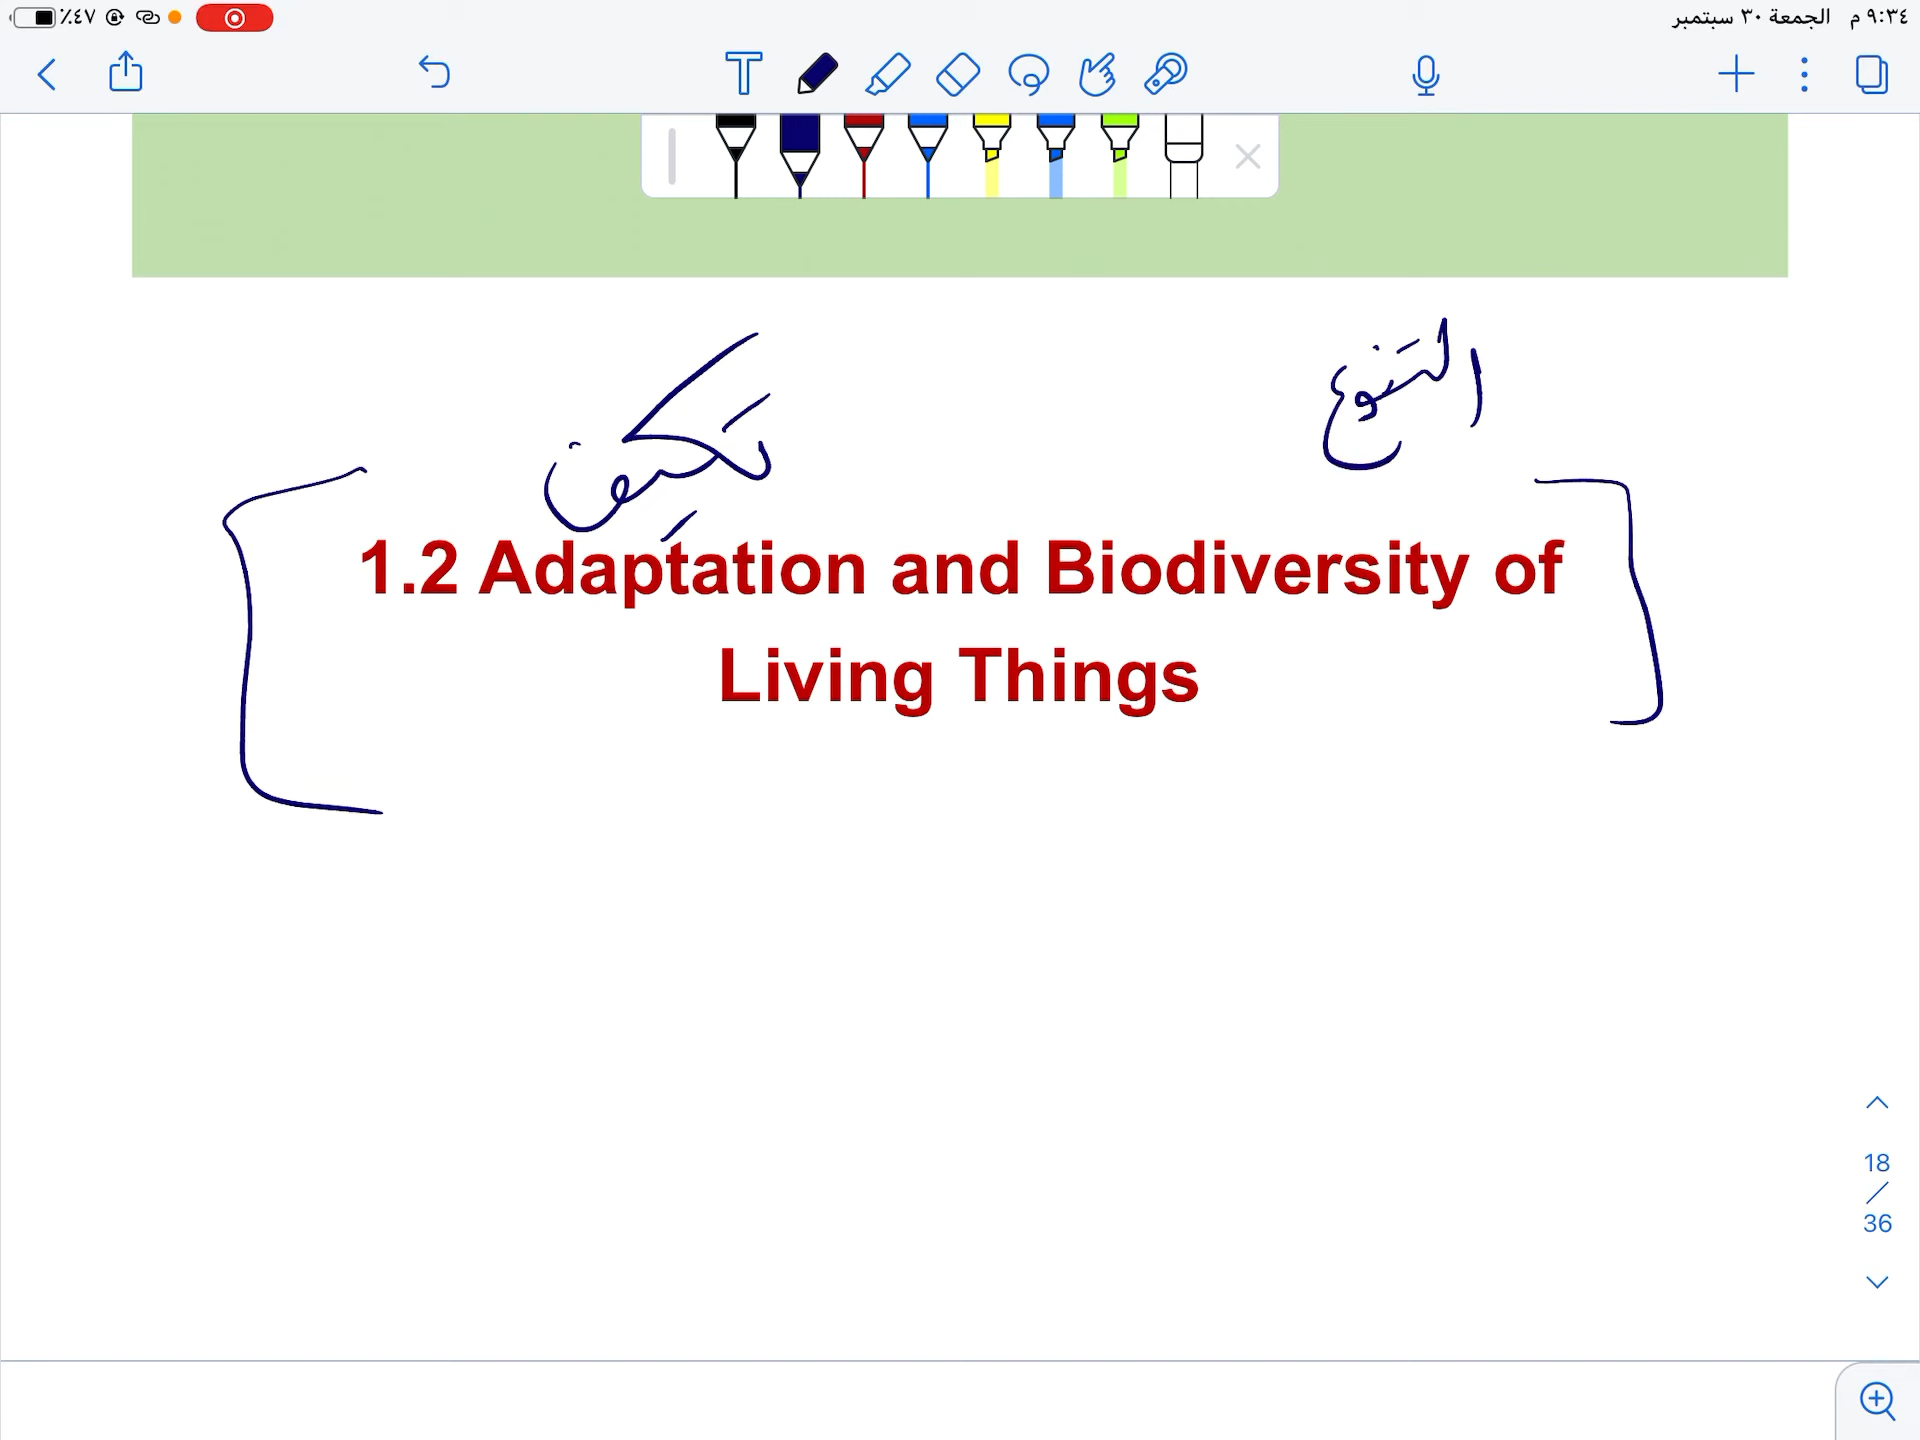 ٩:٣٤ م الجمعة ٣٠ سبتمبر
٪٤٧
التنوع
تكيف
1.2 Adaptation and Biodiversity of
Living Things
18
/
36